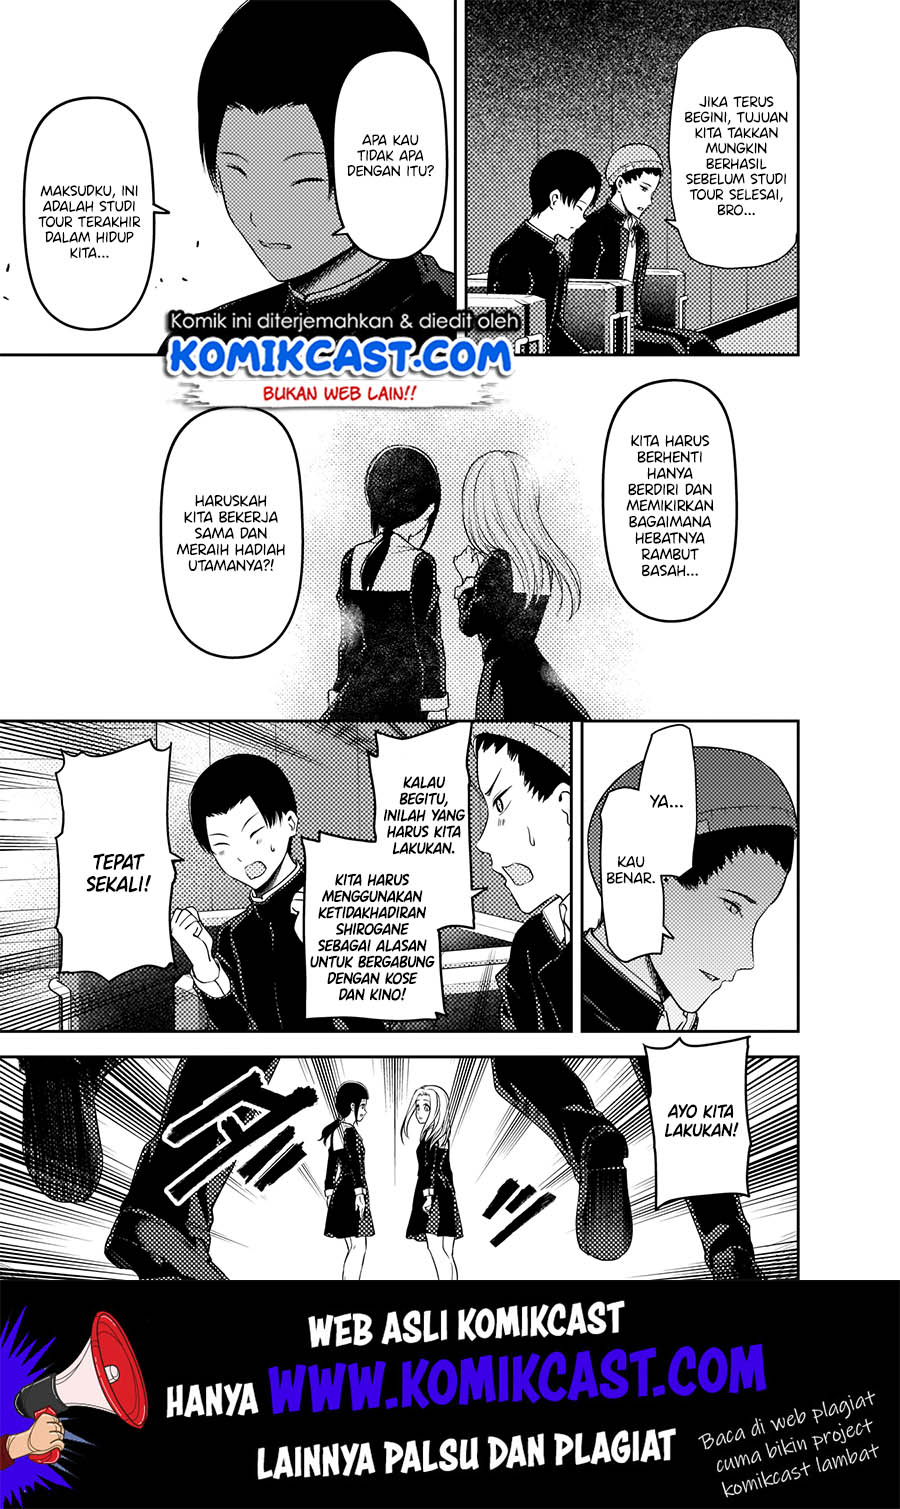 JIKA TERUS
BEGINI, TUJUAN
KITA TAKKAN
MUNGKIN
BERHASIL
SEBELUM STUDI
TOUR SELESAI,
BRO...
APA KAU
TIDAK APA
DENGAN ITU?
MAKSUDKU, INI
ADALAH STUDI
TOUR TERAKHIR
DALAM HIDUP
KITA...
Komik ini diterjemahkan & diedit oleh
KOMIKCAST.COM
BUKAN WEB LAIN!!
KITA HARUS
BERHENTI
HANYA
BERDIRI DAN
MEMIKIRKAN
BAGAIMANA
HEBATNYA
RAMBUT
BASAH...
HARUSKAH
KITA BEKERJA
SAMA DAN
MERAIH HADIAH
UTAMANYA?!
YA...
KAU
BENAR.
KALAU
BEGITU,
INILAH YANG
HARUS KITA
LAKUKAN.
KITA HARUS
MENGGUNAKAN
KETIDAKHADIRAN
SHIROGANE
SEBAGAI ALASAN
UNTUK BERGABUNG
DENGAN KOSE
DAN KINO!
TEPAT
SEKALI!
AYO KITA
LAKUKAN!
WEB ASLI KOMIKCAST
HANYA WWW.KOMIKCAST.COM
LAINNYA PALSU DAN PLAGIAT
Baca di web plagiat
cuma bikin project
komikcast lambat